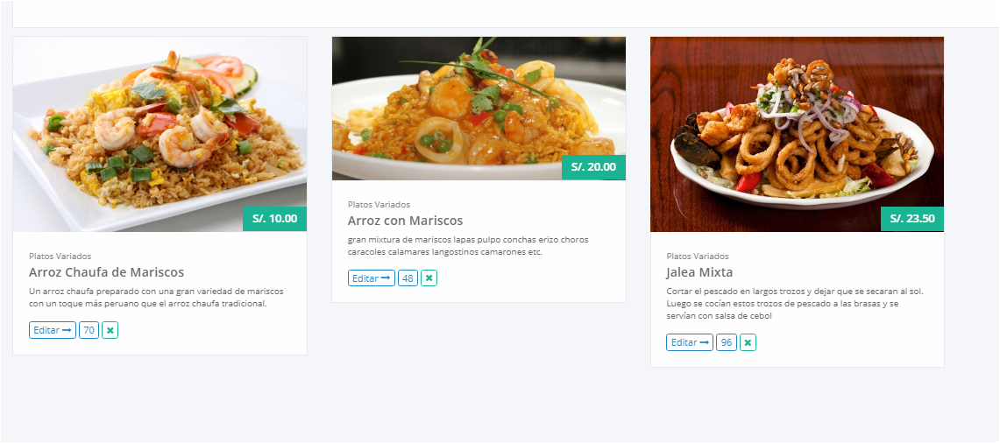 S/. 10.00
Platos Variados
Arroz Chaufa de Mariscos
Un arroz chaufa preparado con una gran variedad de mariscos
con un toque más peruano que el arroz chaufa tradicional.
Editar
70
S/. 20.00
Platos Variados
Arroz con Mariscos
gran mixtura de mariscos lapas pulpo conchas erizo choros
caracoles calamares langostinos camarones etc.
Editar
48
S/. 23.50
Platos Variados
Jalea Mixta
Cortar el pescado en largos trozos y dejar que se secaran al sol.
Luego se cocían estos trozos de pescado a las brasas y se
servían con salsa de cebol
Editar
96